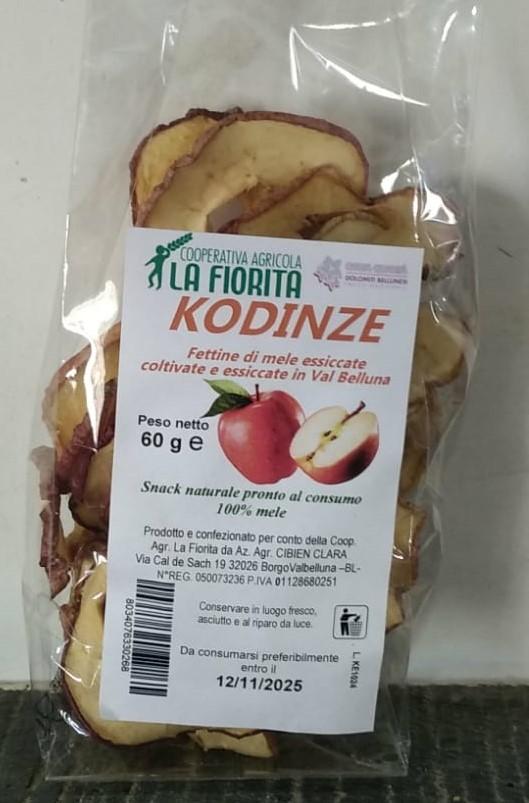 COOPERATIVA AGRICOLA
LA FIORITA
DOLOMITI BELLUNESI
KODINZE
Fettine di mele essiccate
coltivate e essiccate in Val Belluna
Peso netto
60 g e
Snack naturale pronto al consumo
100% mele
Prodotto e confezionato per conto della Coop.
Agr. La Fiorita da Az. Agr. CIBIEN CLARA
Via Cal de Sach 19 32026 BorgoValbelluna –BL-
N°REG. 050073236 P.IVA 01128680251
8034076330268
Conservare in luogo fresco,
asciutto e al riparo da luce.
Da consumarsi preferibilmente
entro il
12/11/2025
L. KE1024